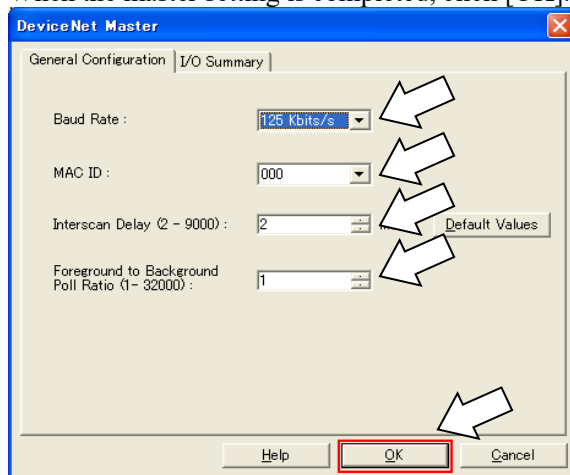 When the master setting is completed, click [OK].
DeviceNet Master
General Configuration
I/O Summary
Baud Rate :
125 Kbits/s
MAC ID :
000
Interscan Delay (2 - 9000) :
2
Default Values
Foreground to Background
Poll Ratio (1- 32000) :
1
Help
OK
Cancel